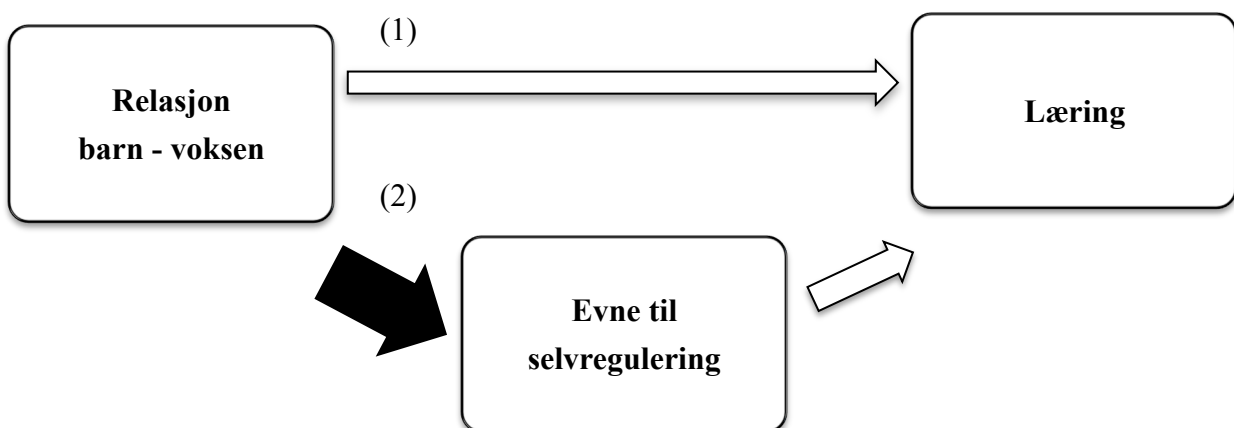 (1)
Relasjon
barn - voksen
Læring
(2)
Evne til
selvregulering